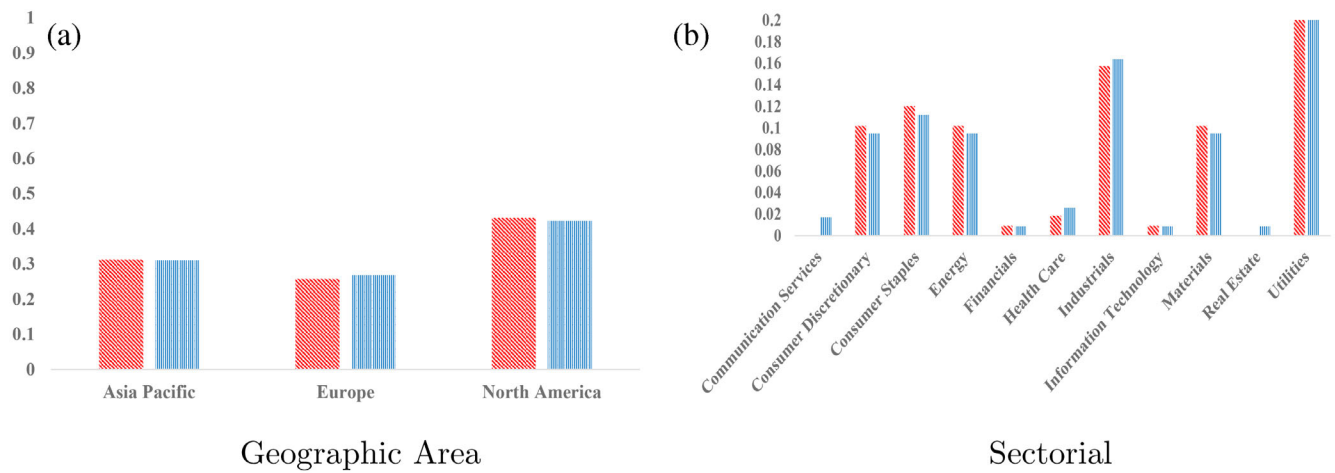 (a)
1
0.9
0.8
0.7
0.6
0.5
0.4
0.3
0.2
0.1
0
Asia Pacific
Europe
North America
Geographic Area
(b)
0.2
0.18
0.16
0.14
0.12
0.1
0.08
0.06
0.04
0.02
0
Communication Services
Consumer Discretionary
Consumer Staples
Energy
Financials
Health Care
Industrials
Information Technology
Materials
Real Estate
Utilities
Sectorial